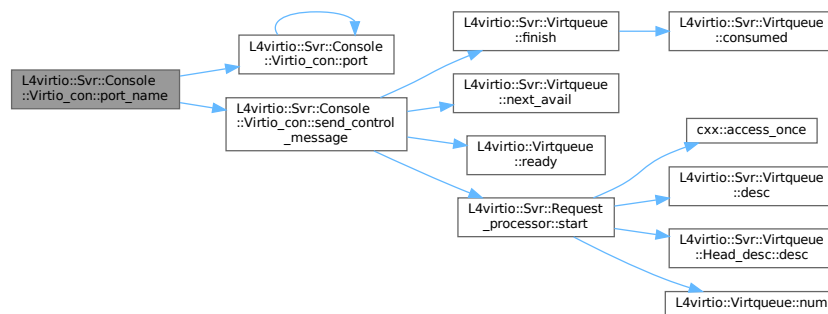 L4virtio::Svr::Console
::Virtio_con::port_name
L4virtio::Svr::Console
::Virtio_con::port
L4virtio::Svr::Console
::Virtio_con::send_control
_message
L4virtio::Svr::Virtqueue
::finish
L4virtio::Svr::Virtqueue
::consumed
L4virtio::Svr::Virtqueue
::next_avail
L4virtio::Virtqueue
::ready
L4virtio::Svr::Request
_processor::start
cxx::access_once
L4virtio::Svr::Virtqueue
::desc
L4virtio::Svr::Virtqueue
::Head_desc::desc
L4virtio::Virtqueue::num